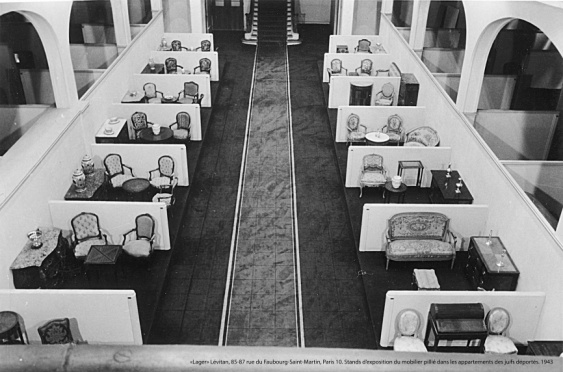 «Lager» Lévitan, 85-87 rue du Faubourg-Saint-Martin, Paris 10. Stands d'exposition du mobilier pillé dans les appartements des juifs déportés. 1943